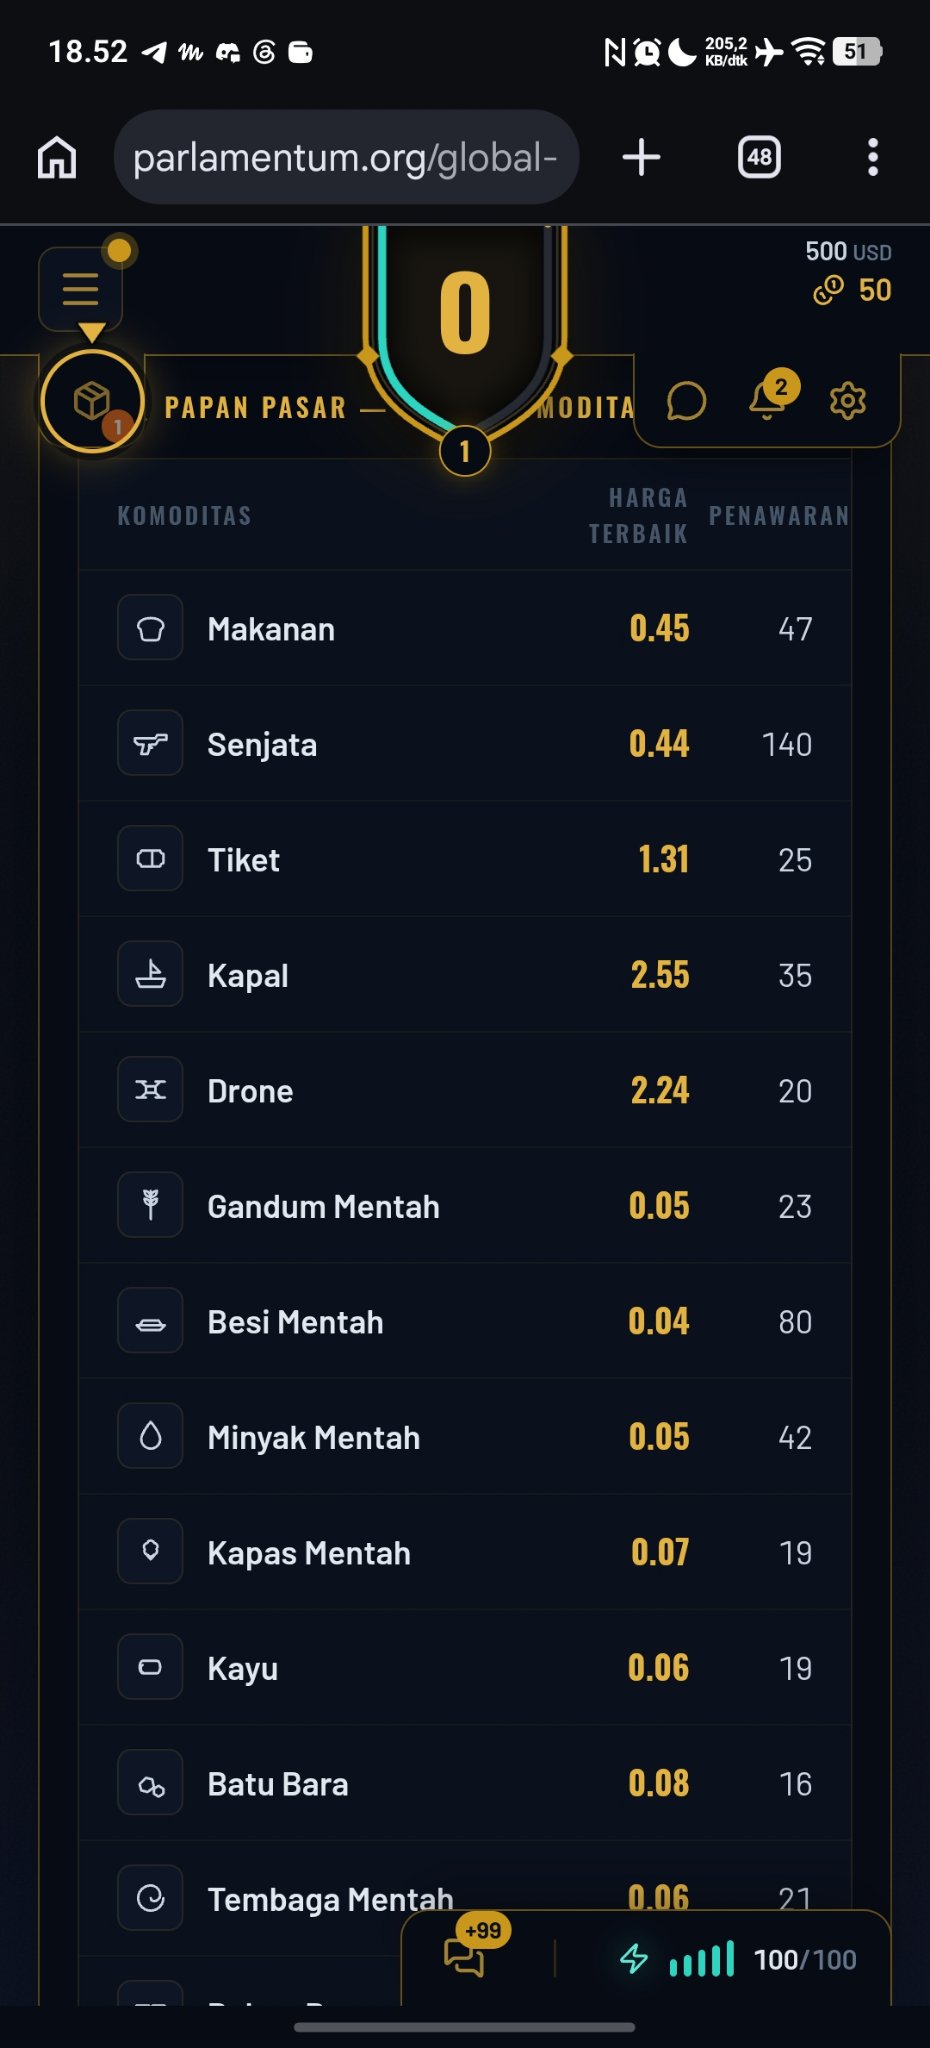 18.52
205,2
KB/dtk
51
parlamentum.org/global-
48
500 USD
50
0
1
PAPAN PASAR —
MODITA
2
1
KOMODITAS
HARGA
TERBAIK
PENAWARAN
Makanan 0.45 47
Senjata 0.44 140
Tiket 1.31 25
Kapal 2.55 35
Drone 2.24 20
Gandum Mentah 0.05 23
Besi Mentah 0.04 80
Minyak Mentah 0.05 42
Kapas Mentah 0.07 19
Kayu 0.06 19
Batu Bara 0.08 16
Tembaga Mentah 0.06 21
+99
100/100